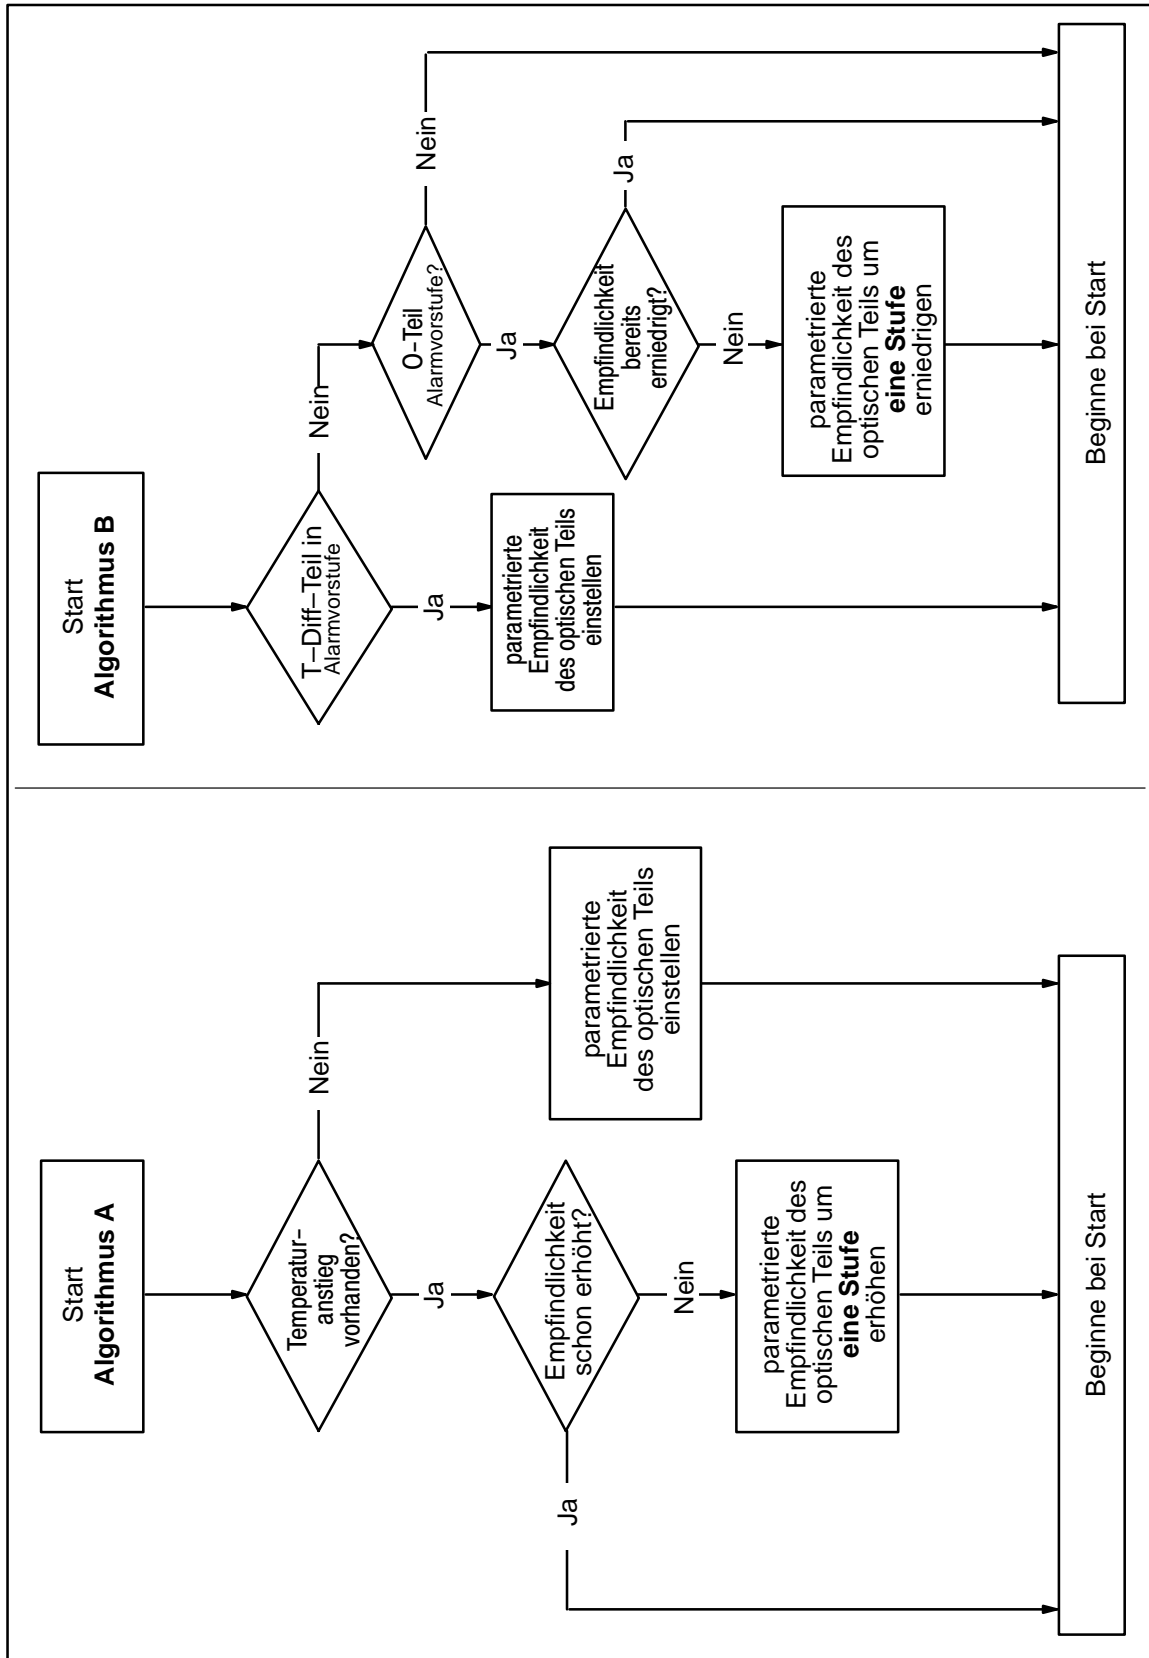 Start
Algorithmus A
Temperatur–
anstieg
vorhanden?
Nein
Ja
Empfindlichkeit
schon erhöht?
Ja
Nein
parametrierte
Empfindlichkeit
des optischen Teils
einstellen
parametrierte
Empfindlichkeit des
optischen Teils um
eine Stufe
erhöhen
Beginne bei Start
Start
Algorithmus B
T–Diff–Teil in
Alarmvorstufe
Nein
Ja
O-Teil
Alarmvorstufe?
Nein
Ja
parametrierte
Empfindlichkeit
des optischen Teils
einstellen
Empfindlichkeit
bereits
erniedrigt?
Ja
Nein
parametrierte
Empfindlichkeit des
optischen Teils um
eine Stufe
erniedrigen
Beginne bei Start